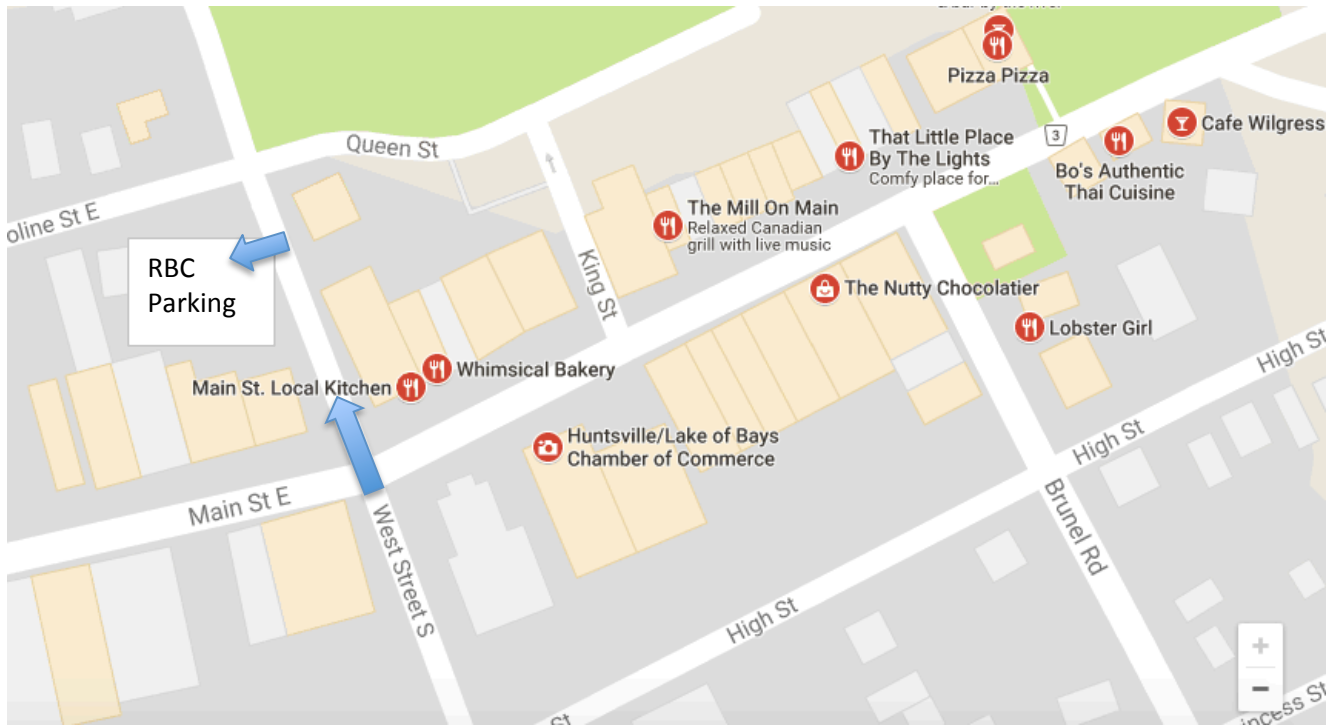 Pizza Pizza
3
Cafe Wilgress
That Little Place
By The Lights
Comfy place for...
Bo's Authentic
Thai Cuisine
Queen St
oline St E
The Mill On Main
Relaxed Canadian
grill with live music
RBC
Parking
King St
The Nutty Chocolatier
Lobster Girl
High St
Whimsical Bakery
Main St. Local Kitchen
Huntsville/Lake of Bays
Chamber of Commerce
High St
Main St E
West Street S
Brunel Rd
High St
+
−
St
ncess St